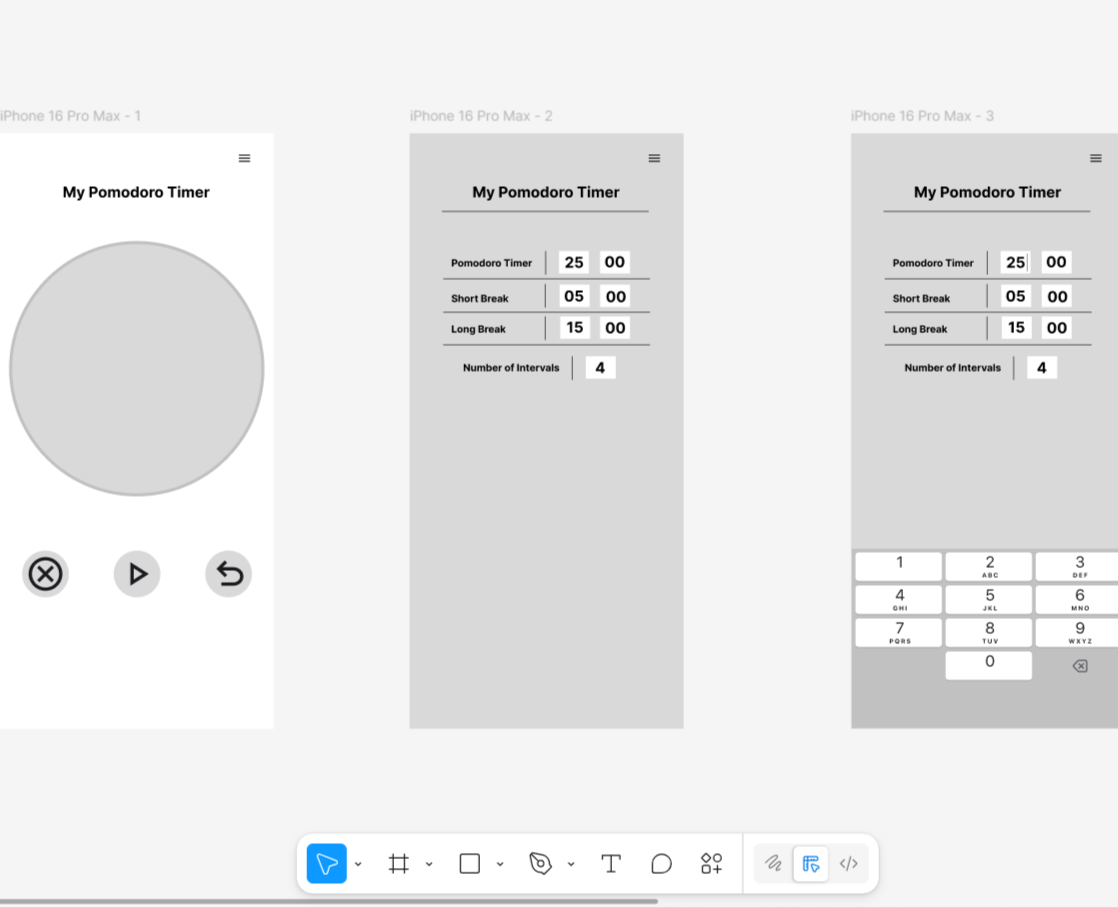 iPhone 16 Pro Max - 1
My Pomodoro Timer
iPhone 16 Pro Max - 2
My Pomodoro Timer
Pomodoro Timer 25 00
Short Break 05 00
Long Break 15 00
Number of Intervals 4
iPhone 16 Pro Max - 3
My Pomodoro Timer
Pomodoro Timer 25 00
Short Break 05 00
Long Break 15 00
Number of Intervals 4
1 2 3
ABC DEF
4 5 6
GHI JKL MNO
7 8 9
PQRS TUV WXYZ
0